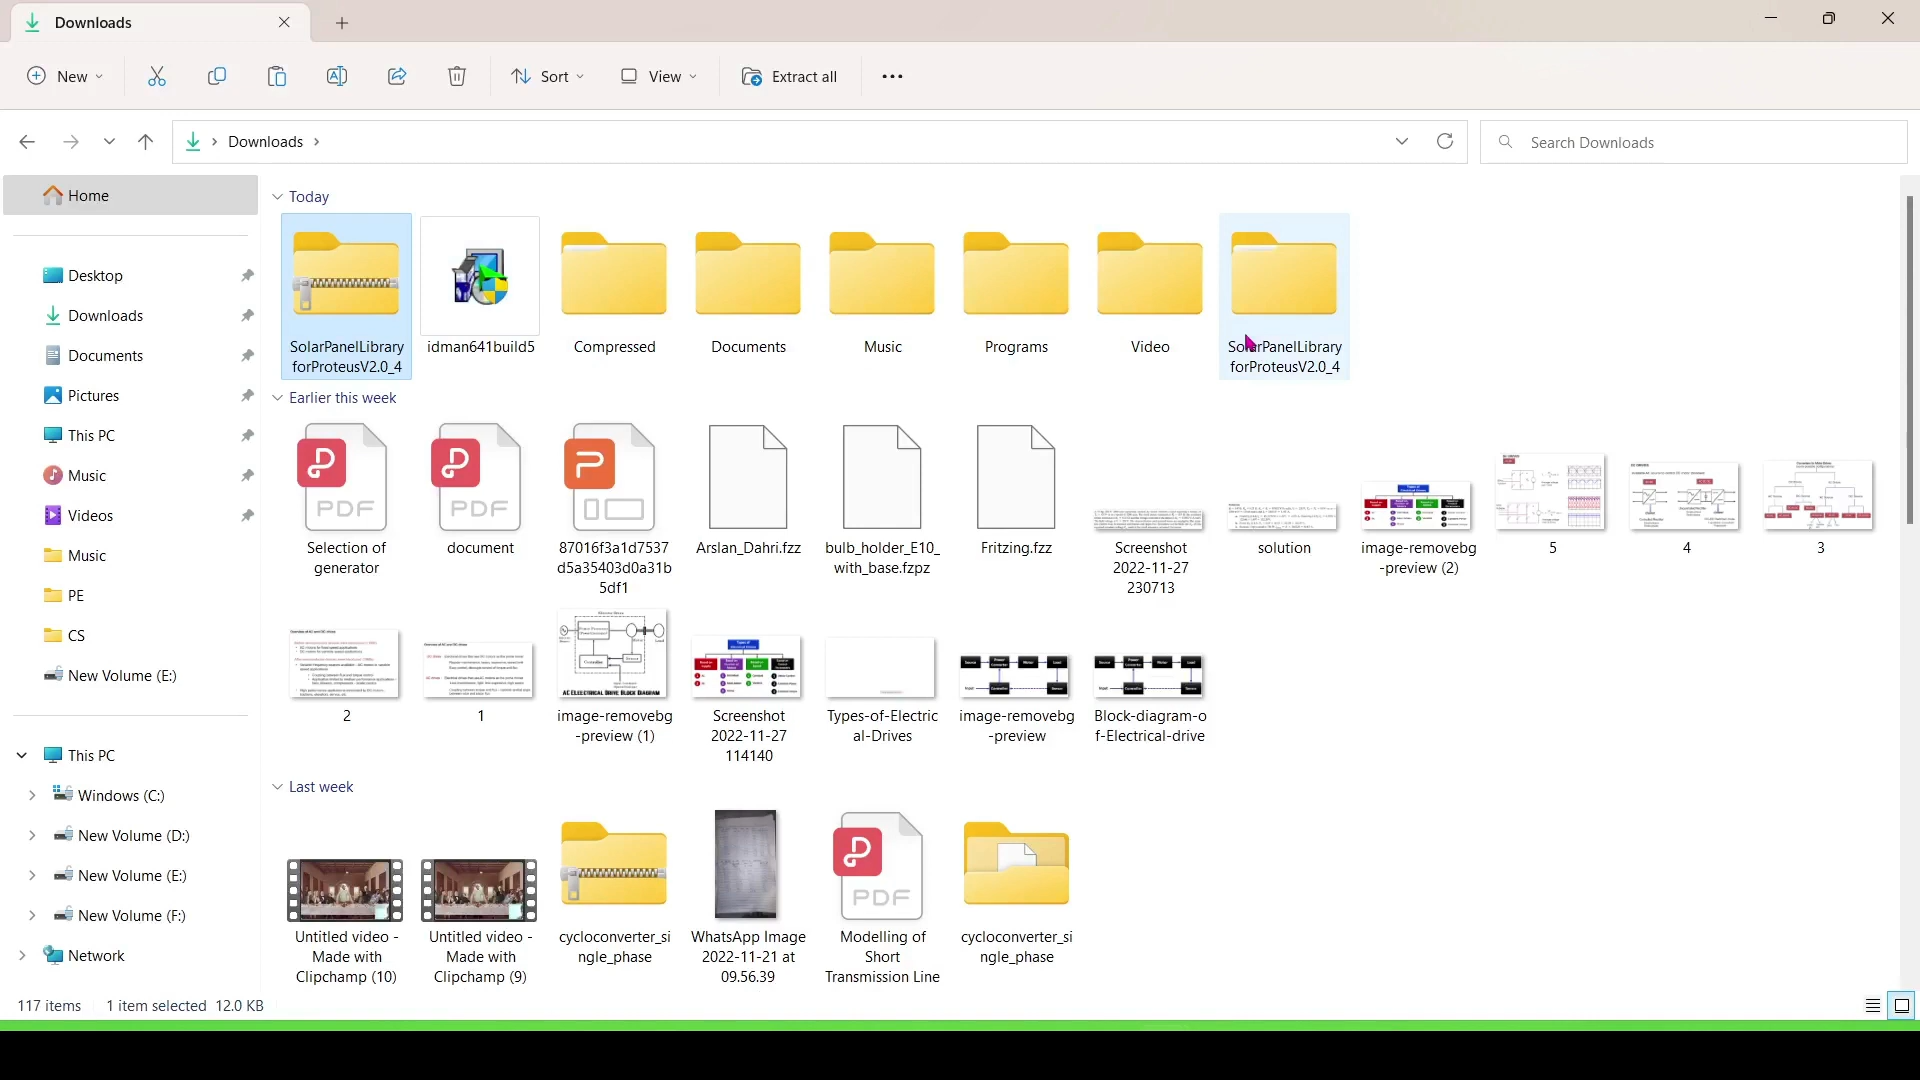 Downloads
New
Sort
View
Extract all
Downloads
Search Downloads
Home
Desktop
Downloads
Documents
Pictures
This PC
Music
Videos
Music
PE
CS
New Volume (E:)
This PC
Windows (C:)
New Volume (D:)
New Volume (E:)
New Volume (F:)
Network
Today
SolarPanelLibrary
forProteusV2.0_4
idman641build5
Compressed
Documents
Music
Programs
Video
SolarPanelLibrary
forProteusV2.0_4
Earlier this week
PDF
Selection of
generator
PDF
document
87016f3a1d7537
d5a35403d0a31b
5df1
Arslan_Dahri.fzz
bulb_holder_E10_
with_base.fzpz
Fritzing.fzz
Screenshot
2022-11-27
230713
solution
image-removebg
-preview (2)
5
4
3
2
1
AC ELECTRICAL DRIVE BLOCK DIAGRAM
image-removebg
-preview (1)
Screenshot
2022-11-27
114140
Types-of-Electric
al-Drives
image-removebg
-preview
Block-diagram-o
f-Electrical-drive
Last week
Untitled video -
Made with
Clipchamp (10)
Untitled video -
Made with
Clipchamp (9)
cycloconverter_si
ngle_phase
WhatsApp Image
2022-11-21 at
09.56.39
PDF
Modelling of
Short
Transmission Line
cycloconverter_si
ngle_phase
117 items
1 item selected 12.0 KB